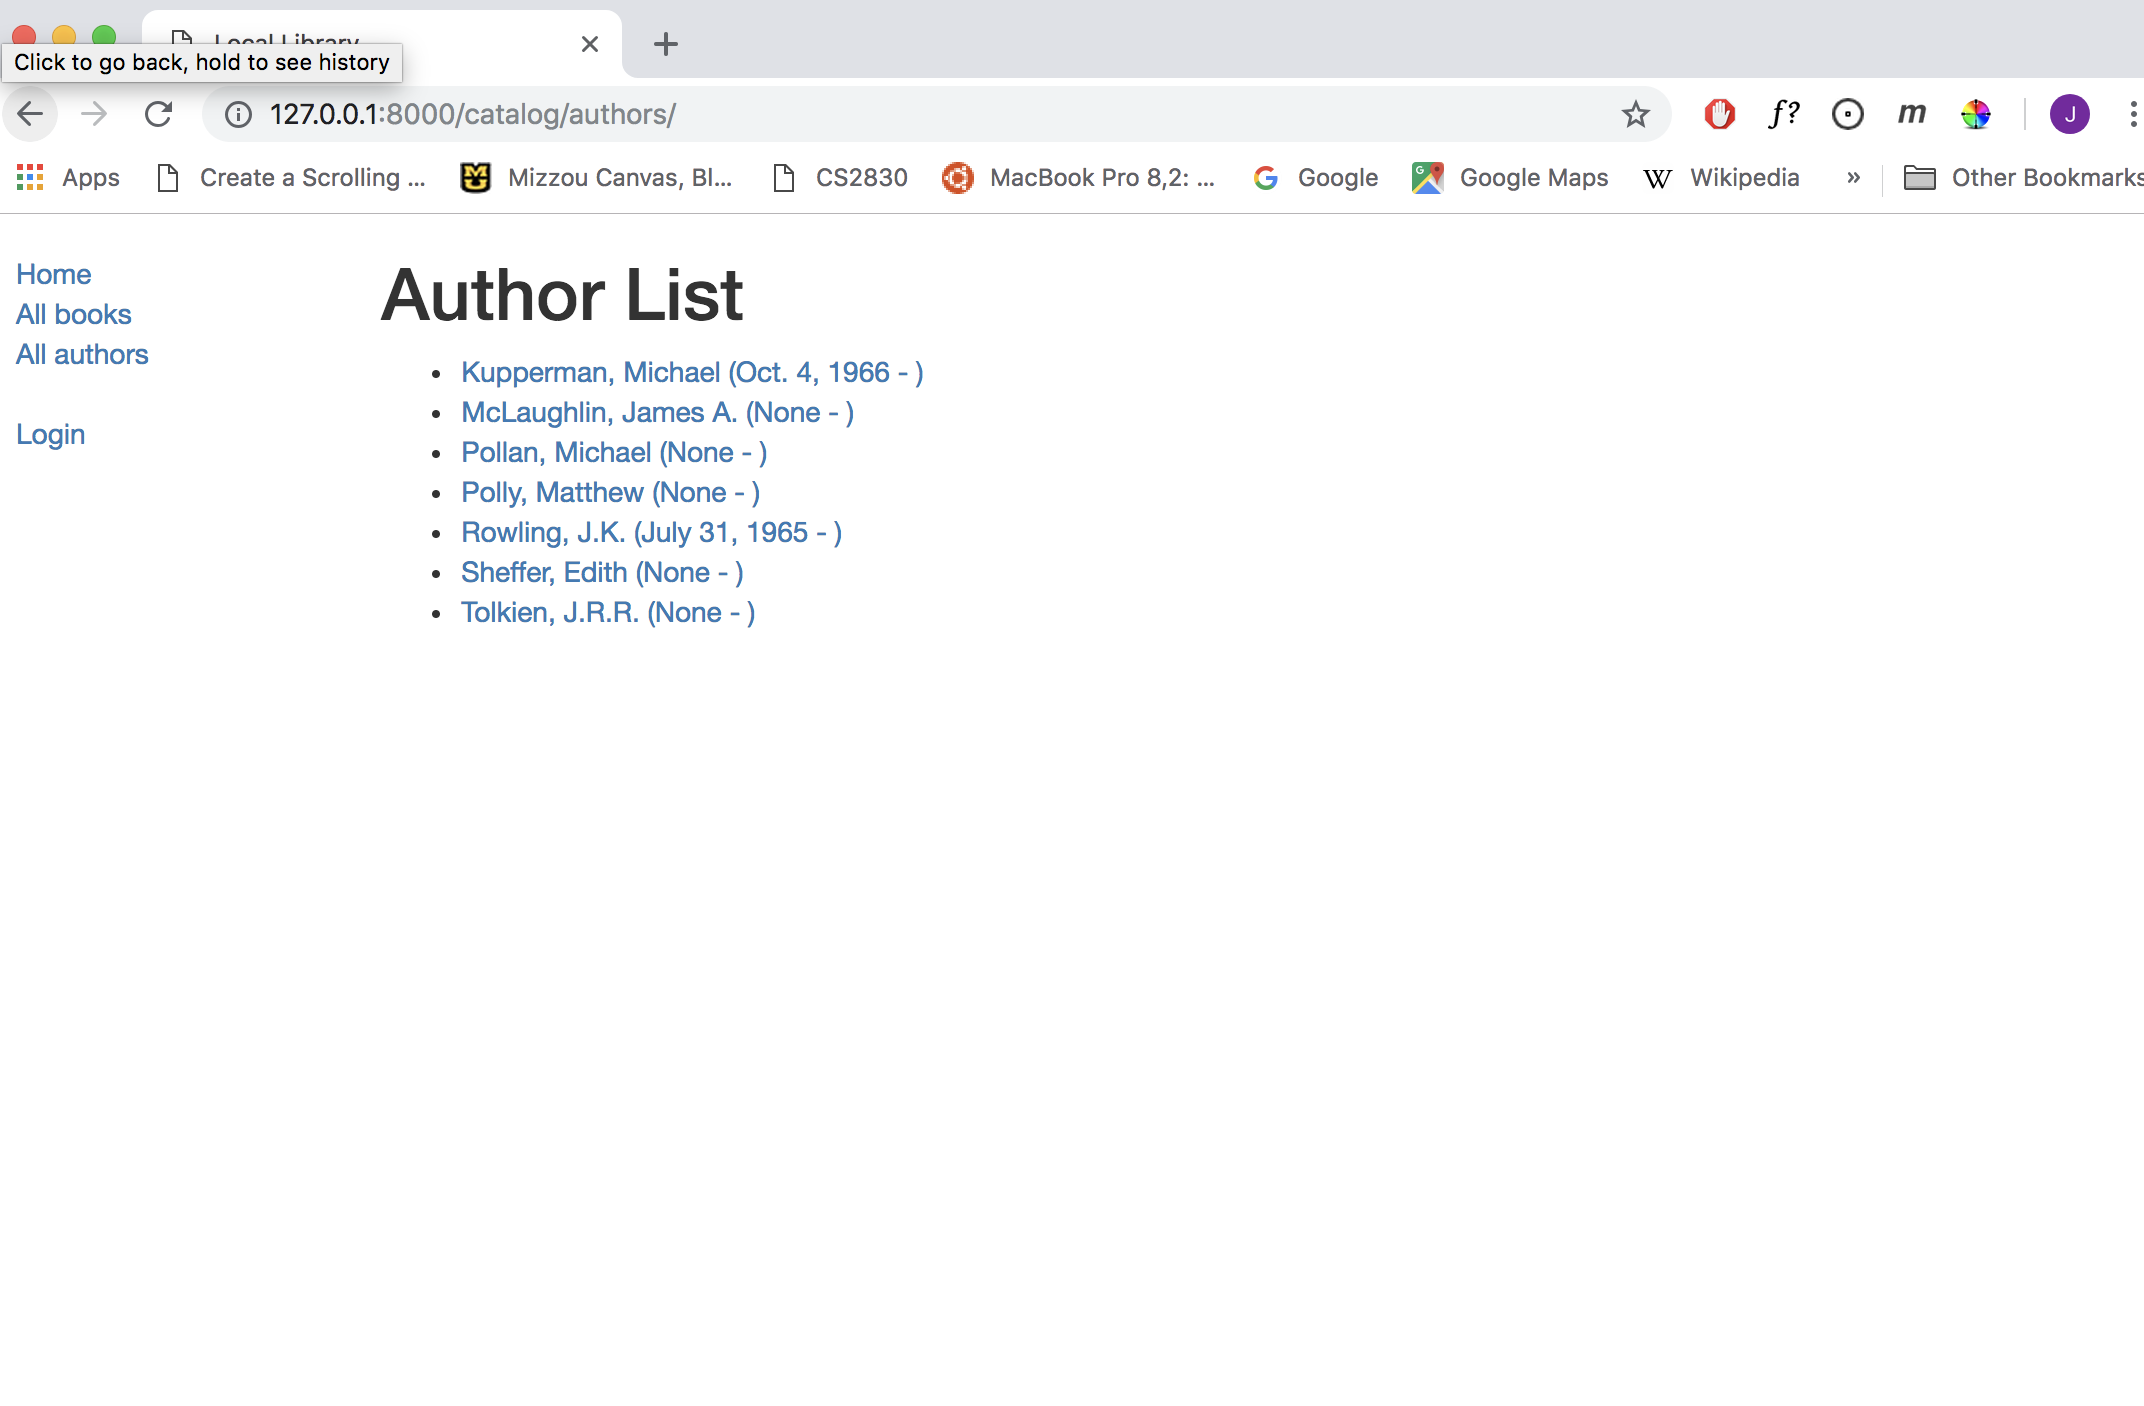 Local Library
Click to go back, hold to see history
127.0.0.1:8000/catalog/authors/
f?
m
J
Apps
Create a Scrolling ...
Mizzou Canvas, Bl...
CS2830
MacBook Pro 8,2: ...
Google
Google Maps
W Wikipedia
»
Other Bookmarks
Home
All books
All authors
Login
Author List
• Kupperman, Michael (Oct. 4, 1966 - )
• McLaughlin, James A. (None - )
• Pollan, Michael (None - )
• Polly, Matthew (None - )
• Rowling, J.K. (July 31, 1965 - )
• Sheffer, Edith (None - )
• Tolkien, J.R.R. (None - )